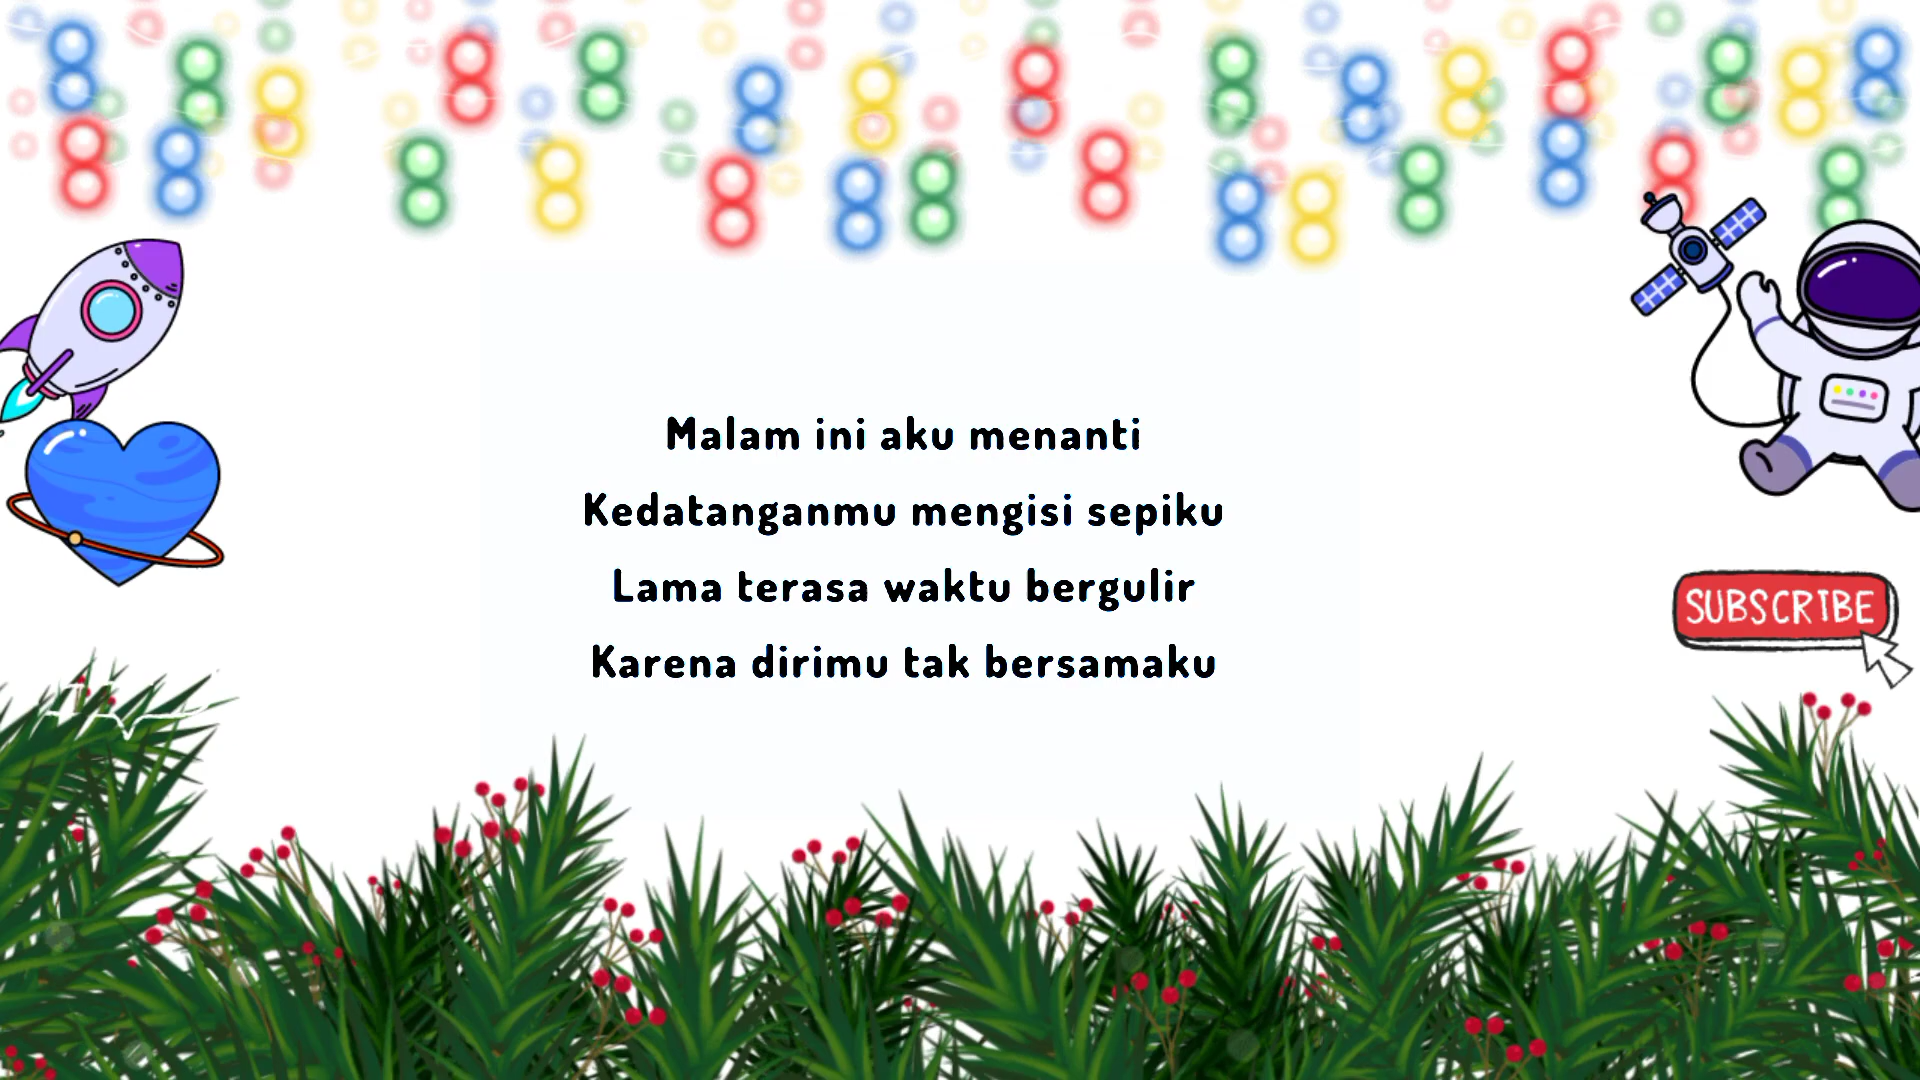 Malam ini aku menanti
Kedatanganmu mengisi sepiku
Lama terasa waktu bergulir
Karena dirimu tak bersamaku
SUBSCRIBE